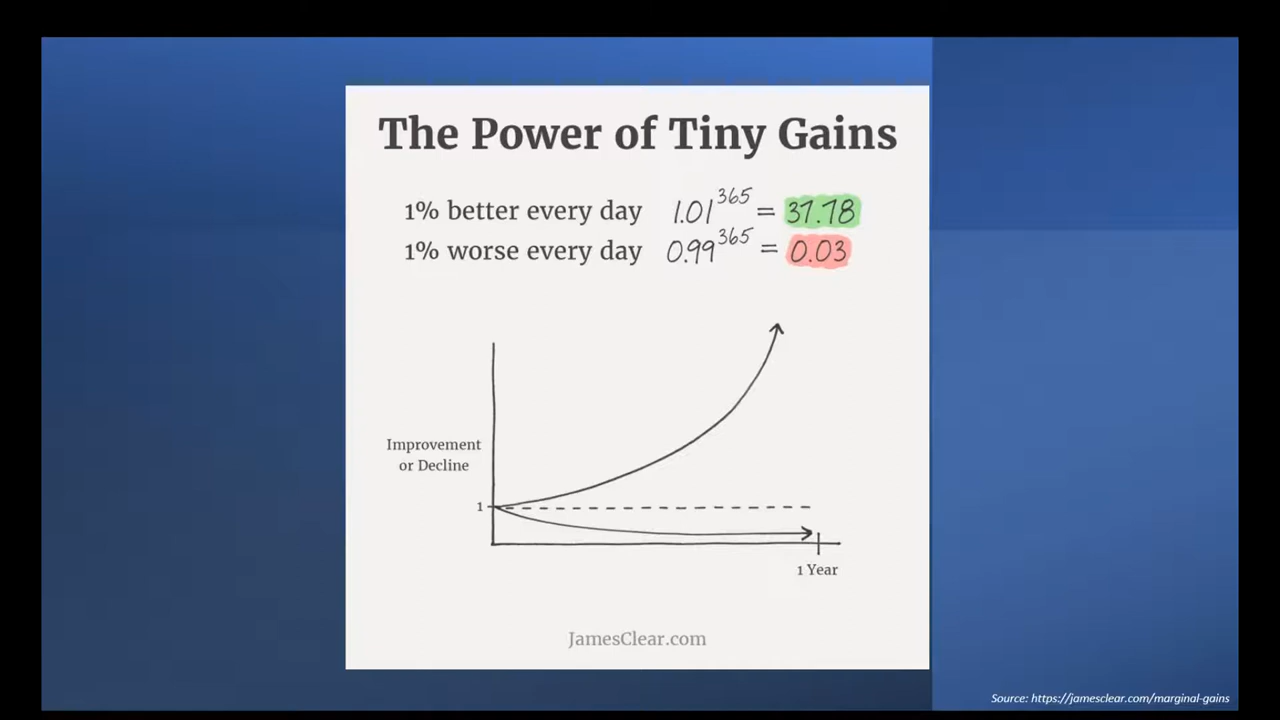 The Power of Tiny Gains
1% better every day 1.01^365 = 37.78
1% worse every day 0.99^365 = 0.03
Improvement
or Decline
1
1 Year
JamesClear.com
Source: https://jamesclear.com/marginal-gains